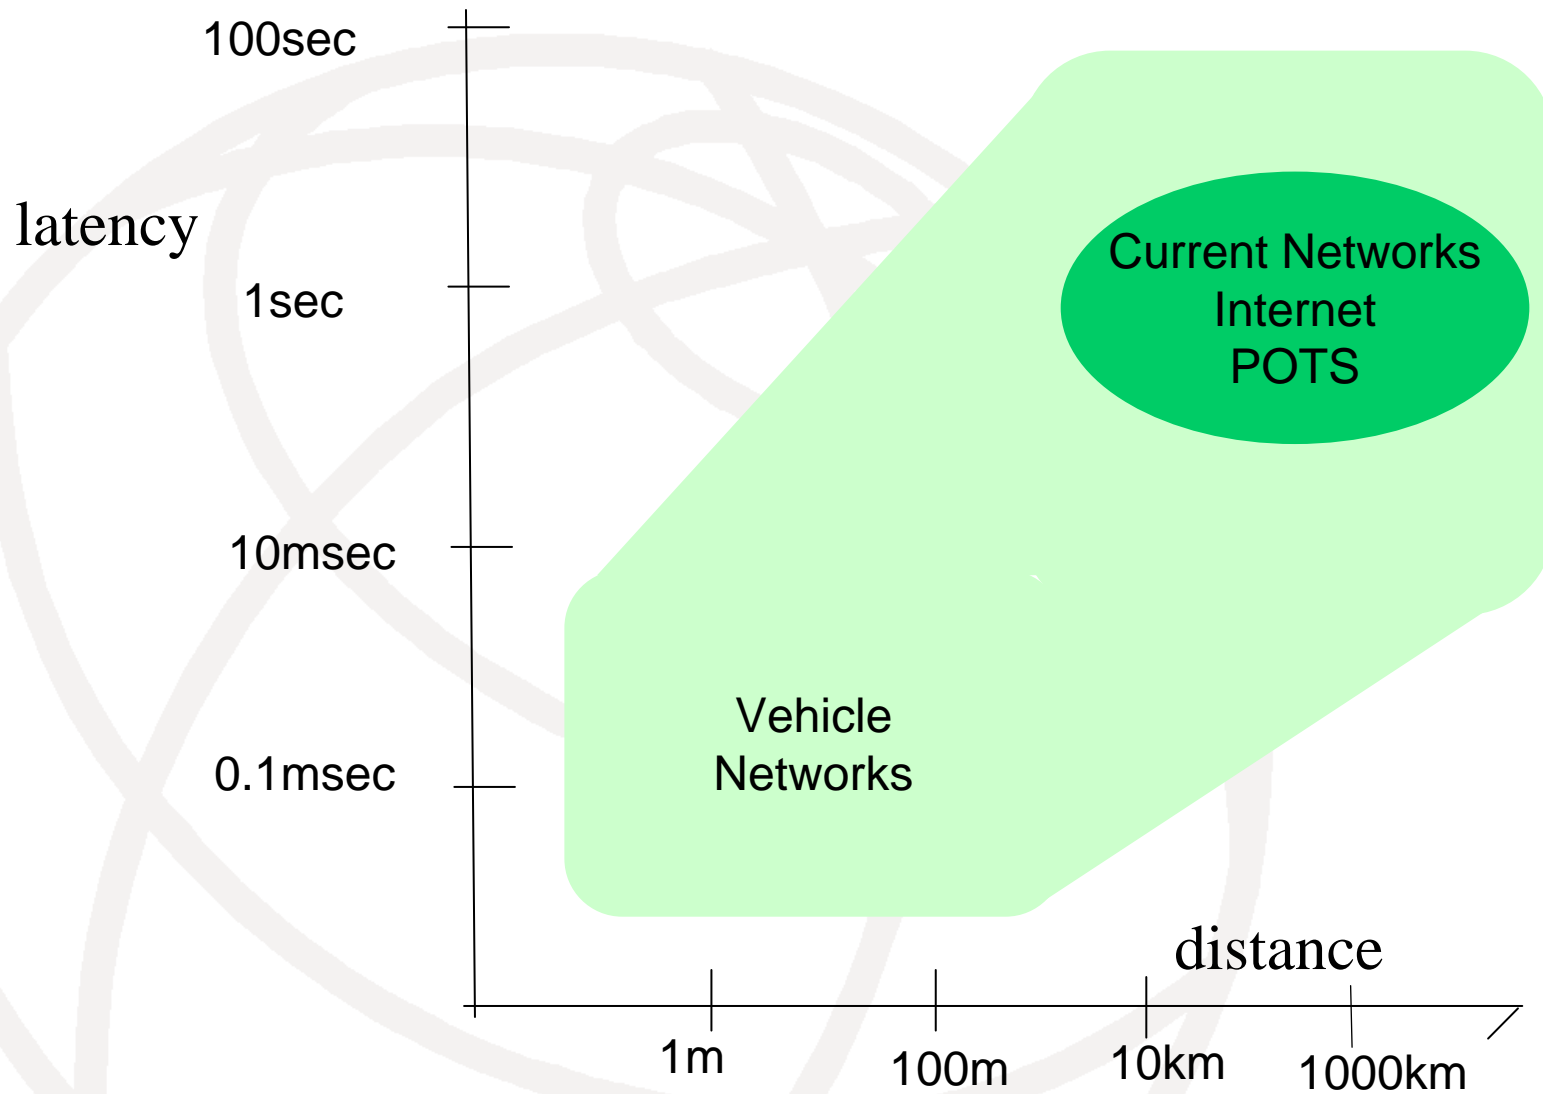 100sec
latency
1sec
10msec
0.1msec
Current Networks
Internet
POTS
Vehicle
Networks
distance
1m
100m
10km
1000km